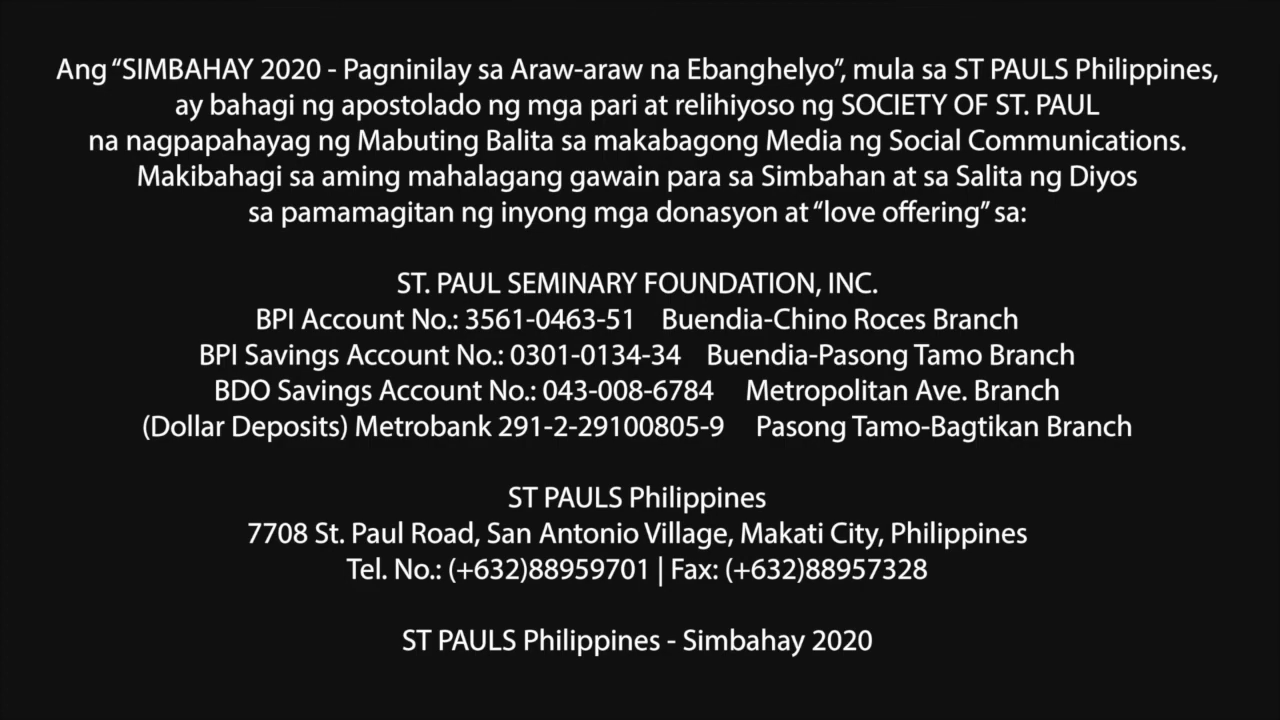 Ang “SIMBAHAY 2020 - Pagninilay sa Araw-araw na Ebanghelyo”, mula sa ST PAULS Philippines,
ay bahagi ng apostolado ng mga pari at relihiyoso ng SOCIETY OF ST. PAUL
na nagpapahayag ng Mabuting Balita sa makabagong Media ng Social Communications.
Makibahagi sa aming mahalagang gawain para sa Simbahan at sa Salita ng Diyos
sa pamamagitan ng inyong mga donasyon at “love offering” sa:
ST. PAUL SEMINARY FOUNDATION, INC.
BPI Account No.: 3561-0463-51 Buendia-Chino Roces Branch
BPI Savings Account No.: 0301-0134-34 Buendia-Pasong Tamo Branch
BDO Savings Account No.: 043-008-6784 Metropolitan Ave. Branch
(Dollar Deposits) Metrobank 291-2-29100805-9 Pasong Tamo-Bagtikan Branch
ST PAULS Philippines
7708 St. Paul Road, San Antonio Village, Makati City, Philippines
Tel. No.: (+632)88959701 | Fax: (+632)88957328
ST PAULS Philippines - Simbahay 2020